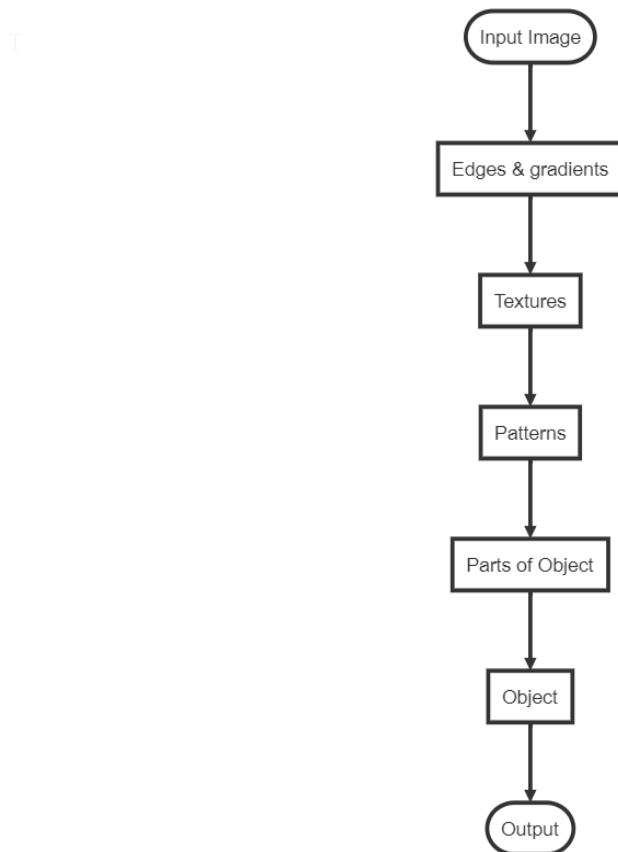 Input Image
Edges & gradients
Textures
Patterns
Parts of Object
Object
Output